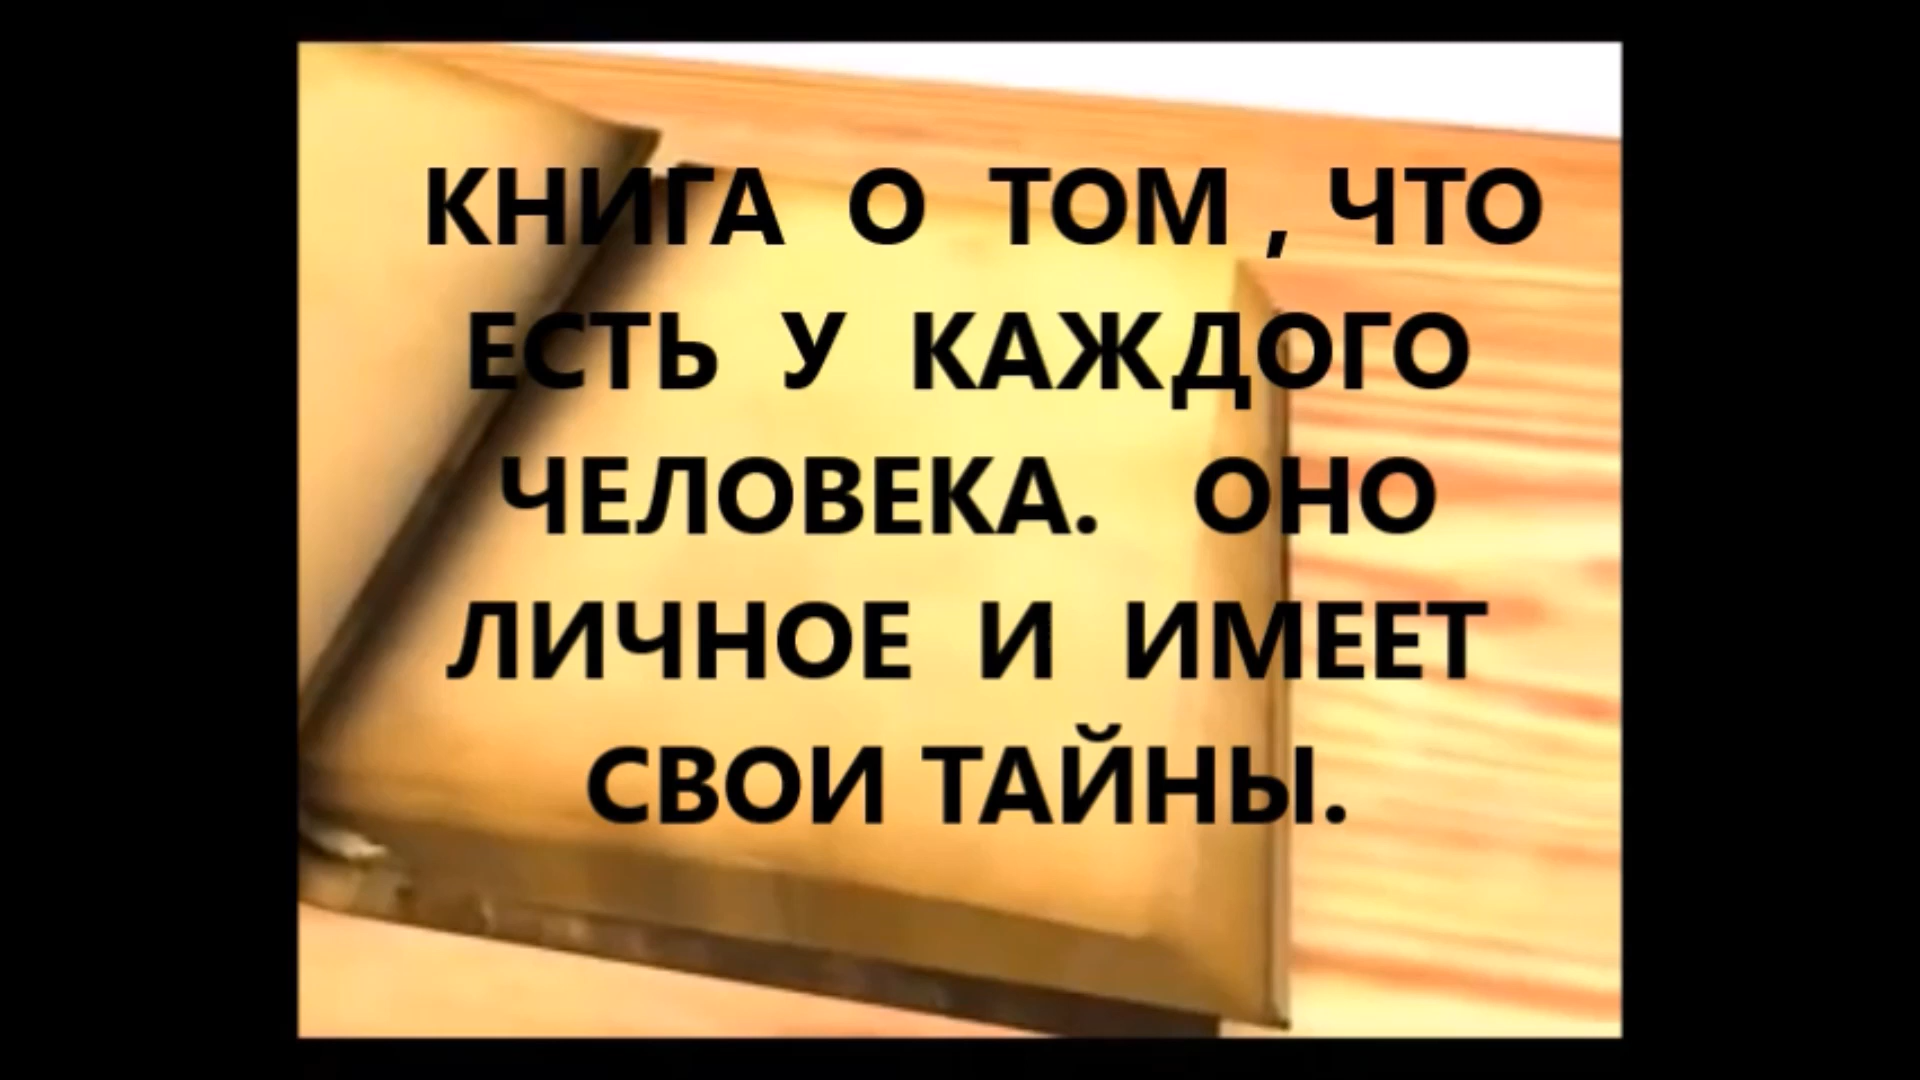 КНИГА О ТОМ , ЧТО
ЕСТЬ У КАЖДОГО
ЧЕЛОВЕКА. ОНО
ЛИЧНОЕ И ИМЕЕТ
СВОИ ТАЙНЫ.